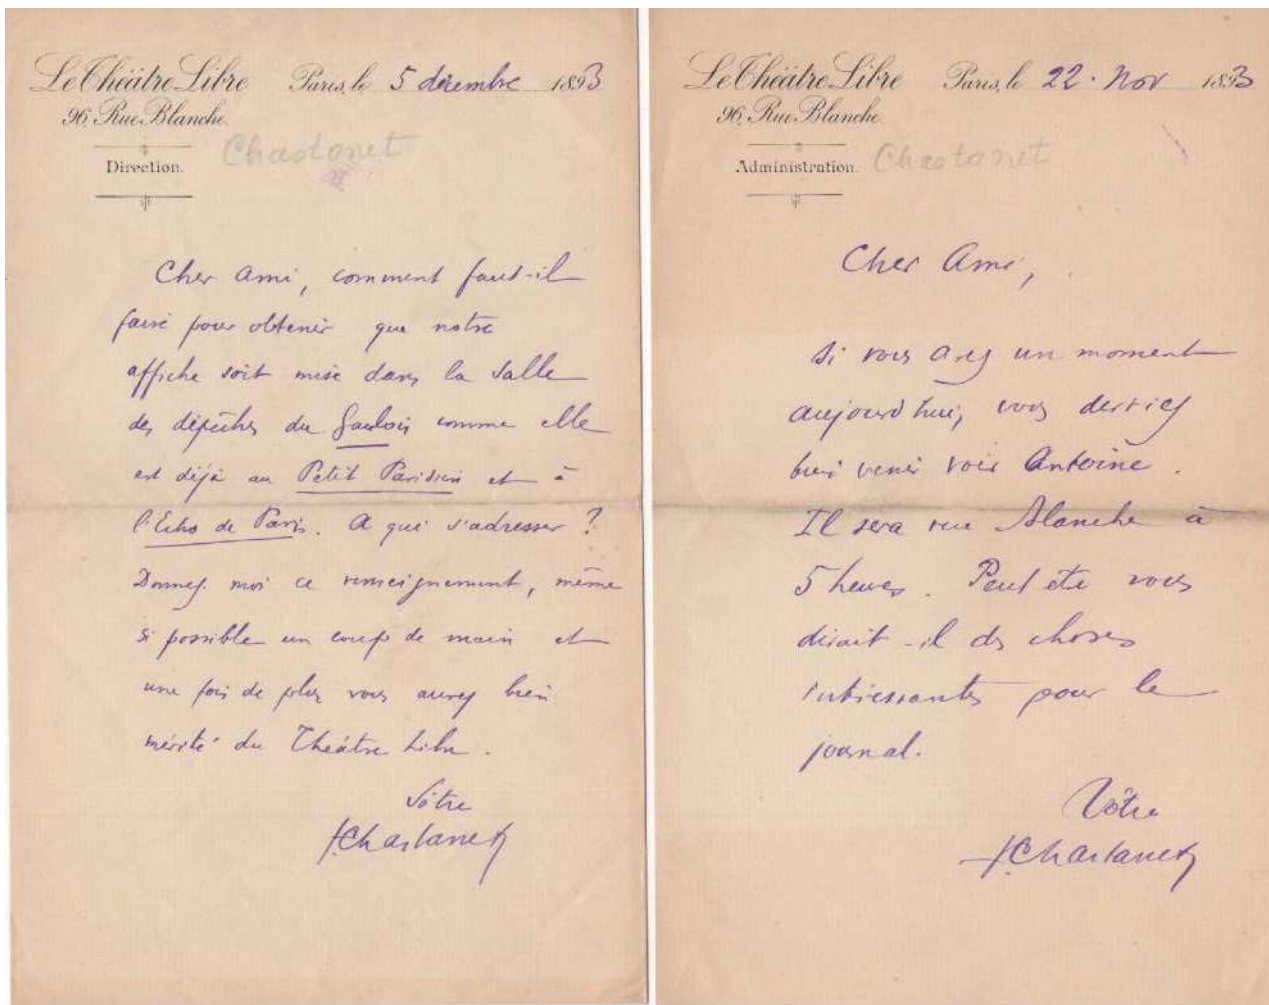 Le Théâtre Libre
96, Rue Blanche.
Paris, le 5 décembre 1893
Direction.
Chastanet
Cher Ami, comment faut-il
faire pour obtenir que notre
affiche soit mise dans la salle
des dépêches du Gaulois comme elle
est déjà au Petit Parisien et à
l'Echo de Paris. A qui s'adresser ?
Donnez moi ce renseignement, même
si possible un coup de main et
une fois de plus vous aurez bien
mérité du Théâtre Libre.
Vôtre
J.Chastanet
Le Théâtre Libre
96, Rue Blanche
Paris, le 22. Nov 1893
Administration.
Chastanet
Cher Ami,
Si vous avez un moment
aujourd'hui, vous devriez
bien venir voir Antoine.
Il sera rue Blanche à
5 heures. Peut être vous
dirait-il des choses
intéressantes pour le
journal.
Vôtre
J.Chastanet